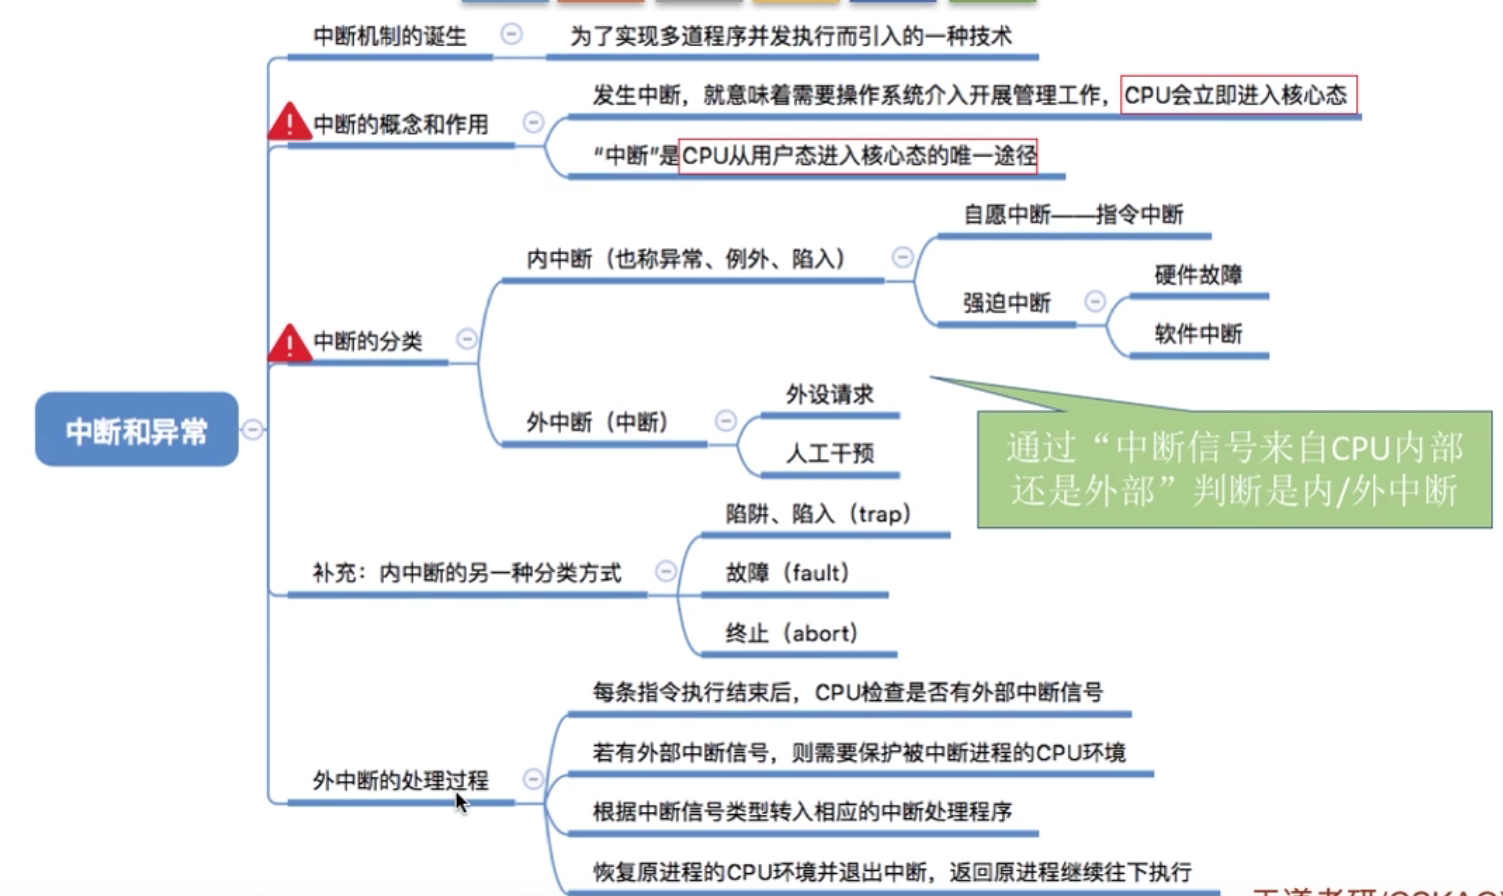 中断机制的诞生
为了实现多道程序并发执行而引入的一种技术
中断的概念和作用
发生中断，就意味着需要操作系统介入开展管理工作，CPU会立即进入核心态
“中断”是CPU从用户态进入核心态的唯一途径
中断和异常
中断的分类
内中断（也称异常、例外、陷入）
自愿中断——指令中断
强迫中断
硬件故障
软件中断
外中断（中断）
外设请求
人工干预
通过“中断信号来自CPU内部
还是外部”判断是内/外中断
补充：内中断的另一种分类方式
陷阱、陷入（trap）
故障（fault）
终止（abort）
外中断的处理过程
每条指令执行结束后，CPU检查是否有外部中断信号
若有外部中断信号，则需要保护被中断进程的CPU环境
根据中断信号类型转入相应的中断处理程序
恢复原进程的CPU环境并退出中断，返回原进程继续往下执行